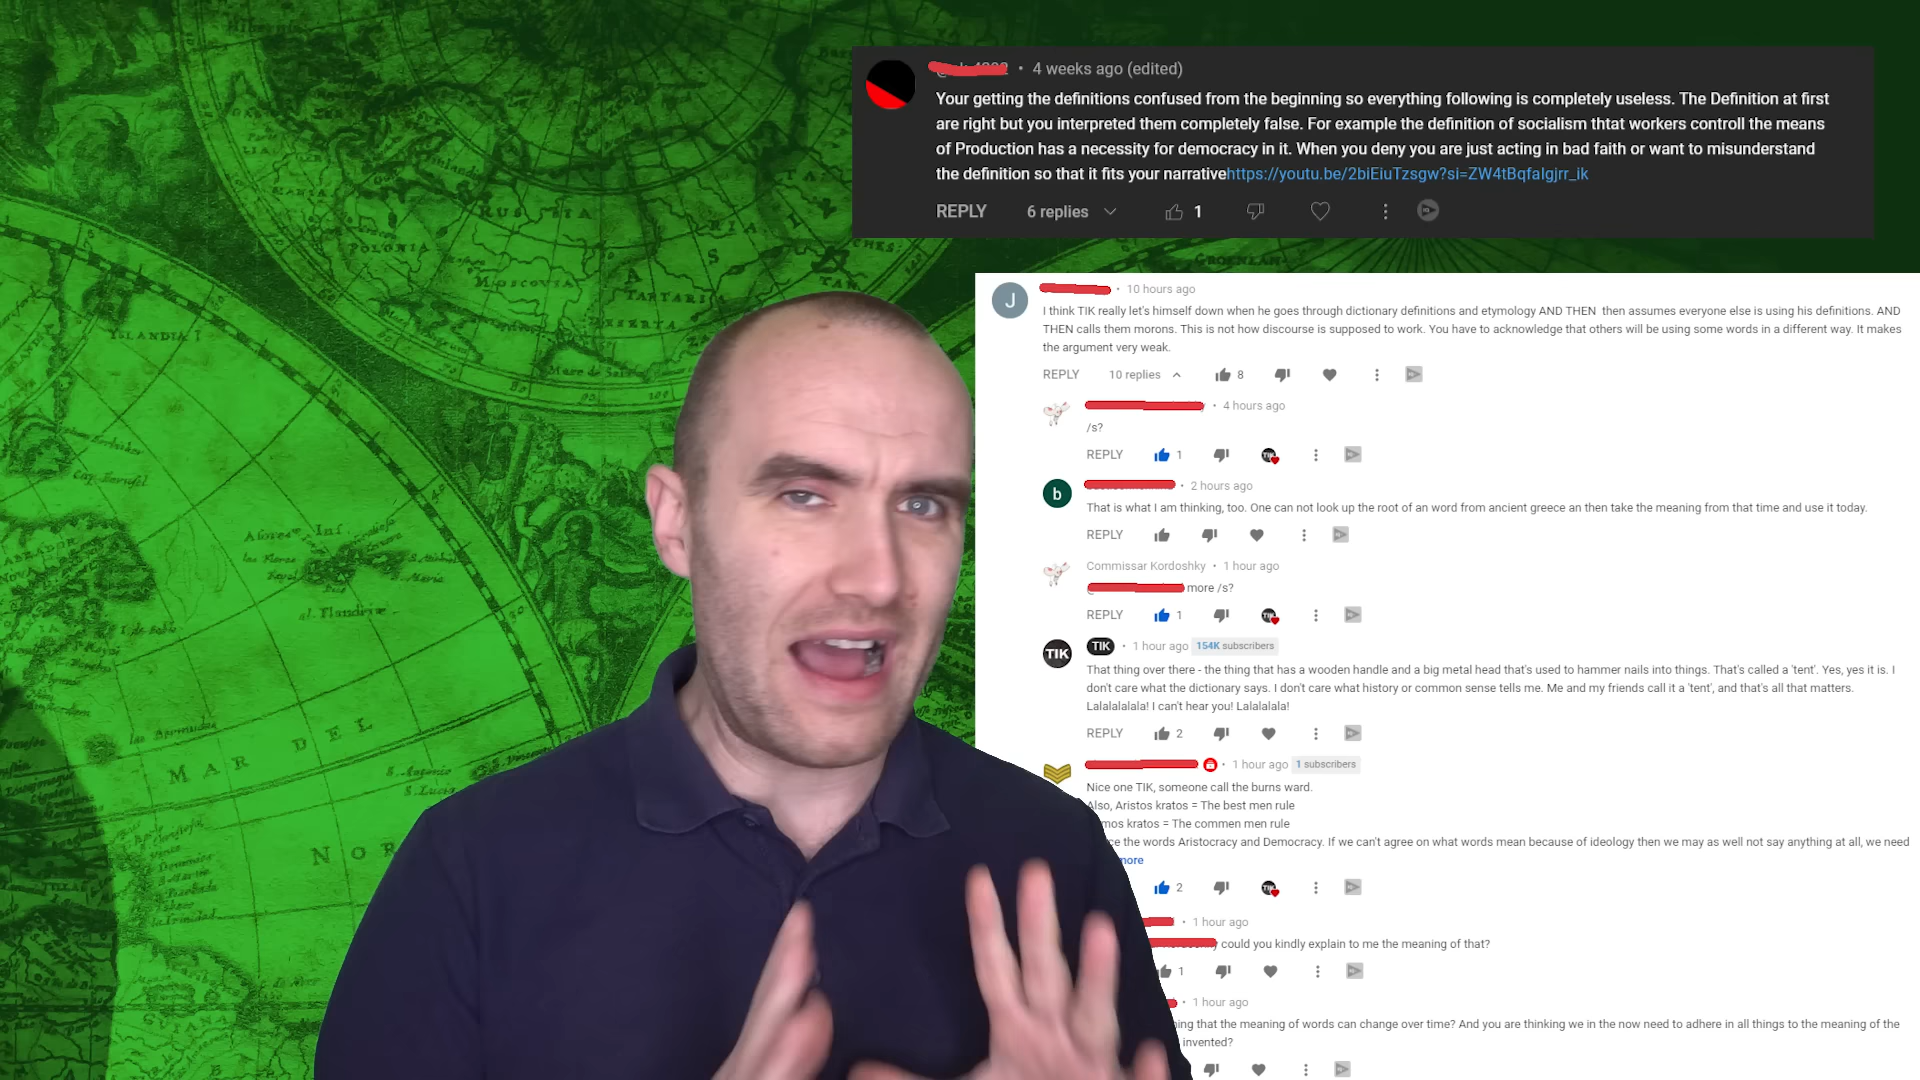 4 weeks ago (edited)
Your getting the definitions confused from the beginning so everything following is completely useless. The Definition at first
are right but you interpreted them completely false. For example the definition of socialism thtat workers controll the means
of Production has a necessity for democracy in it. When you deny you are just acting in bad faith or want to misunderstand
the definition so that it fits your narrativehttps://youtu.be/2biEiuTzsgw?si=ZW4tBqfaIgjrr_ik
REPLY 6 replies 1
J
10 hours ago
I think TIK really let's himself down when he goes through dictionary definitions and etymology AND THEN then assumes everyone else is using his definitions. AND
THEN calls them morons. This is not how discourse is supposed to work. You have to acknowledge that others will be using some words in a different way. It makes
the argument very weak.
REPLY 10 replies 8
4 hours ago
/s?
REPLY 1
b
2 hours ago
That is what I am thinking, too. One can not look up the root of an word from ancient greece an then take the meaning from that time and use it today.
REPLY
Commissar Kordoshky • 1 hour ago
more /s?
REPLY 1
TIK
TIK • 1 hour ago 154K subscribers
That thing over there - the thing that has a wooden handle and a big metal head that's used to hammer nails into things. That's called a 'tent'. Yes, yes it is. I
don't care what the dictionary says. I don't care what history or common sense tells me. Me and my friends call it a 'tent', and that's all that matters.
Lalalalalala! I can't hear you! Lalalalala!
REPLY 2
1 hour ago 1 subscribers
Nice one TIK, someone call the burns ward.
Also, Aristos kratos = The best men rule
mos kratos = The commen men rule
ce the words Aristocracy and Democracy. If we can't agree on what words mean because of ideology then we may as well not say anything at all, we need
more
2
1 hour ago
could you kindly explain to me the meaning of that?
1
1 hour ago
ing that the meaning of words can change over time? And you are thinking we in the now need to adhere in all things to the meaning of the
invented?
RUS
POLONIA
MOSCOVIA
TARTARIA
ISLANDIA
MAR DEL
NOR